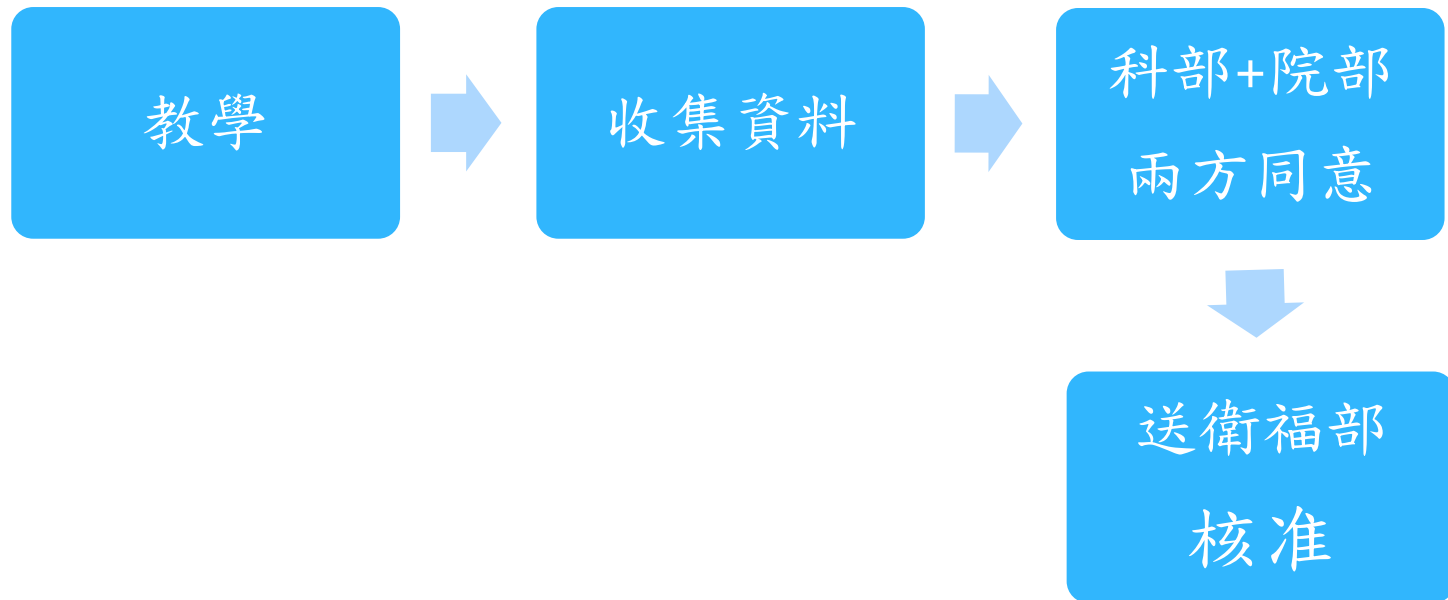 教學
收集資料
科部+院部
兩方同意
送衛福部
核准